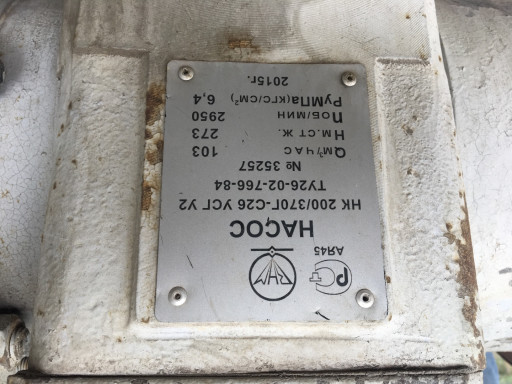 АЯ45
НАСОС
НК 200/370Г-С26 УСГ У2
ТУ26-02-766-84
№ 35257
Qм³/ЧАС 103
Нм.СТ.Ж. 273
nОБ/МИН 2950
РуМПа(КГС/СМ²) 6,4
2015г.